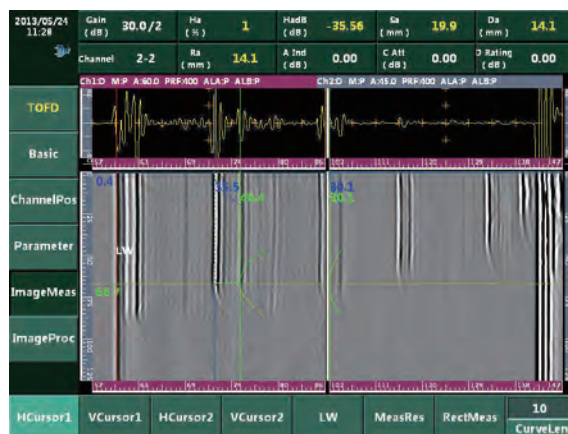 2013/05/24
11:28
Gain
(dB)
30.0/2
Ha
(%)
1
HadB
(dB)
-35.56
Sa
(mm)
19.9
Da
(mm)
14.1
Channel
2-2
Ra
(mm)
14.1
A Ind
(dB)
0.00
C Att
(dB)
0.00
D Rating
(dB)
0.00
Ch1:D M:P A:60.0 PRF:400 ALA:P ALB:P
Ch2:D M:P A:45.0 PRF:400 ALA:P ALB:P
TOFD
Basic
ChannelPos
Parameter
ImageMeas
ImageProc
0.4
LW
HCursor1
VCursor1
HCursor2
VCursor2
LW
MeasRes
RectMeas
10
CurveLen